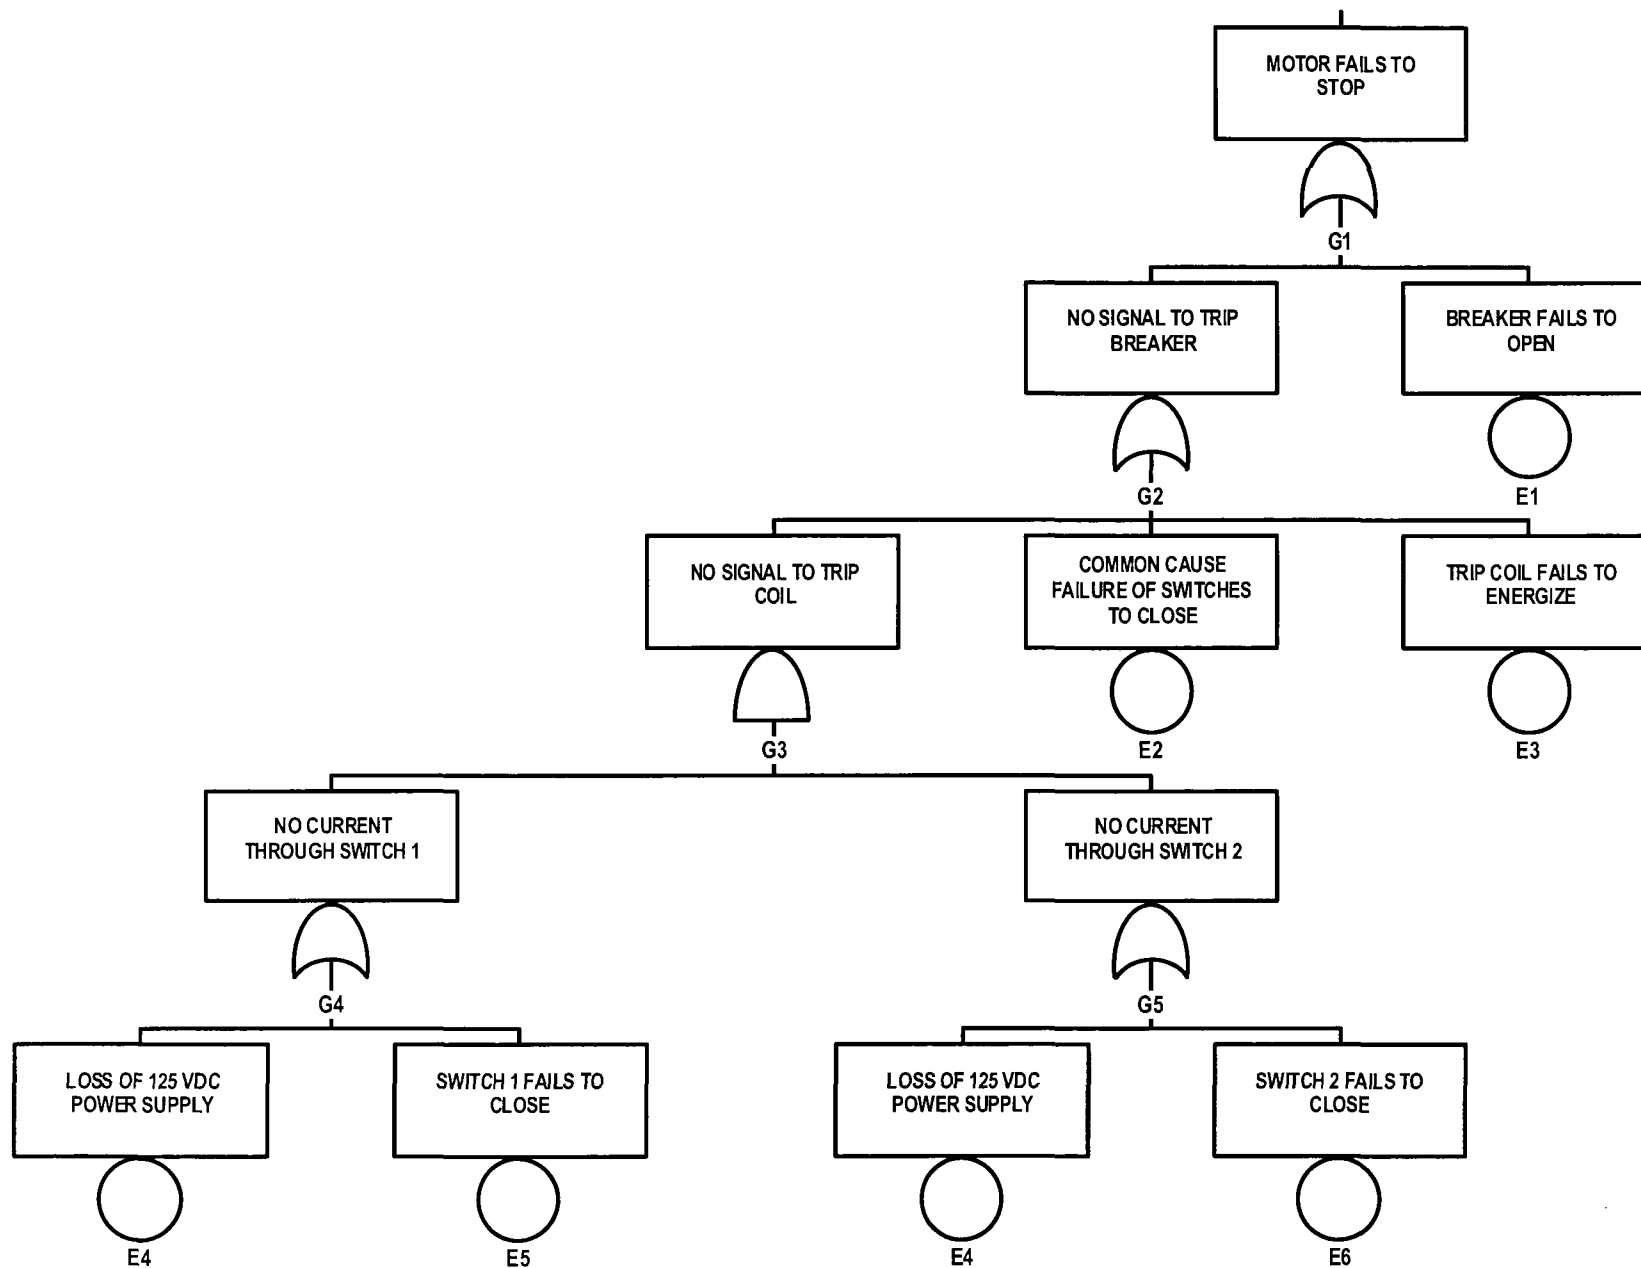 MOTOR FAILS TO
STOP
G1
NO SIGNAL TO TRIP
BREAKER
BREAKER FAILS TO
OPEN
G2
E1
NO SIGNAL TO TRIP
COIL
COMMON CAUSE
FAILURE OF SWITCHES
TO CLOSE
TRIP COIL FAILS TO
ENERGIZE
G3
E2
E3
NO CURRENT
THROUGH SWITCH 1
NO CURRENT
THROUGH SWITCH 2
G4
G5
LOSS OF 125 VDC
POWER SUPPLY
SWITCH 1 FAILS TO
CLOSE
LOSS OF 125 VDC
POWER SUPPLY
SWITCH 2 FAILS TO
CLOSE
E4
E5
E4
E6